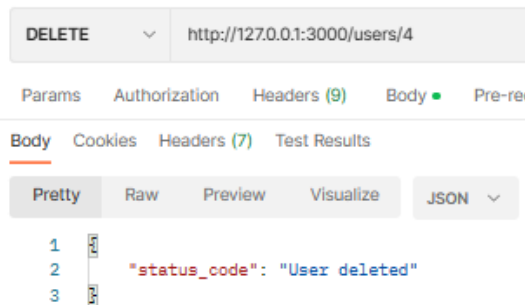 DELETE http://127.0.0.1:3000/users/4
Params Authorization Headers (9) Body Pre-re
Body Cookies Headers (7) Test Results
Pretty Raw Preview Visualize JSON
1 {
2 "status_code": "User deleted"
3 }